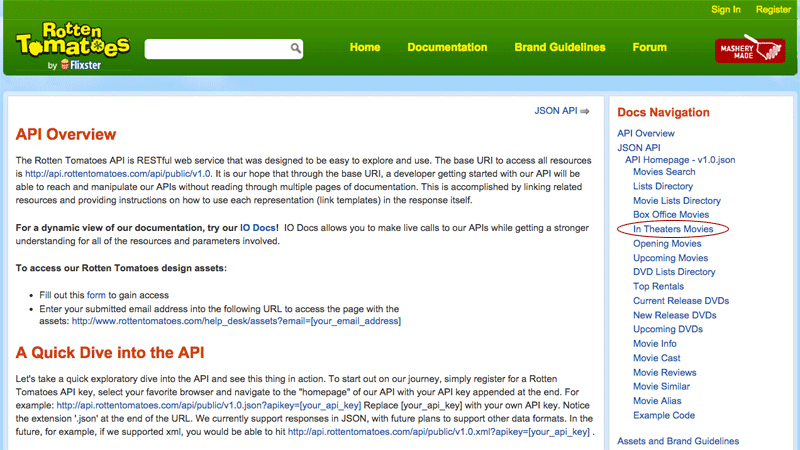 Sign In Register
Rotten
Tomatoes
by Flixster
Home Documentation Brand Guidelines Forum
MASHERY
MADE
JSON API ⇒
API Overview
The Rotten Tomatoes API is RESTful web service that was designed to be easy to explore and use. The base URI to access all resources
is http://api.rottentomatoes.com/api/public/v1.0. It is our hope that through the base URI, a developer getting started with our API will be
able to reach and manipulate our APIs without reading through multiple pages of documentation. This is accomplished by linking related
resources and providing instructions on how to use each representation (link templates) in the response itself.
For a dynamic view of our documentation, try our IO Docs! IO Docs allows you to make live calls to our APIs while getting a stronger
understanding for all of the resources and parameters involved.
To access our Rotten Tomatoes design assets:
• Fill out this form to gain access
• Enter your submitted email address into the following URL to access the page with the
assets: http://www.rottentomatoes.com/help_desk/assets?email=[your_email_address]
A Quick Dive into the API
Let's take a quick exploratory dive into the API and see this thing in action. To start out on our journey, simply register for a Rotten
Tomatoes API key, select your favorite browser and navigate to the "homepage" of our API with your API key appended at the end. For
example: http://api.rottentomatoes.com/api/public/v1.0.json?apikey=[your_api_key] Replace [your_api_key] with your own API key. Notice
the extension '.json' at the end of the URL. We currently support responses in JSON, with future plans to support other data formats. In the
future, for example, if we supported xml, you would be able to hit http://api.rottentomatoes.com/api/public/v1.0.xml?apikey=[your_api_key] .
Docs Navigation
API Overview
JSON API
API Homepage - v1.0.json
Movies Search
Lists Directory
Movie Lists Directory
Box Office Movies
In Theaters Movies
Opening Movies
Upcoming Movies
DVD Lists Directory
Top Rentals
Current Release DVDs
New Release DVDs
Upcoming DVDs
Movie Info
Movie Cast
Movie Reviews
Movie Similar
Movie Alias
Example Code
Assets and Brand Guidelines